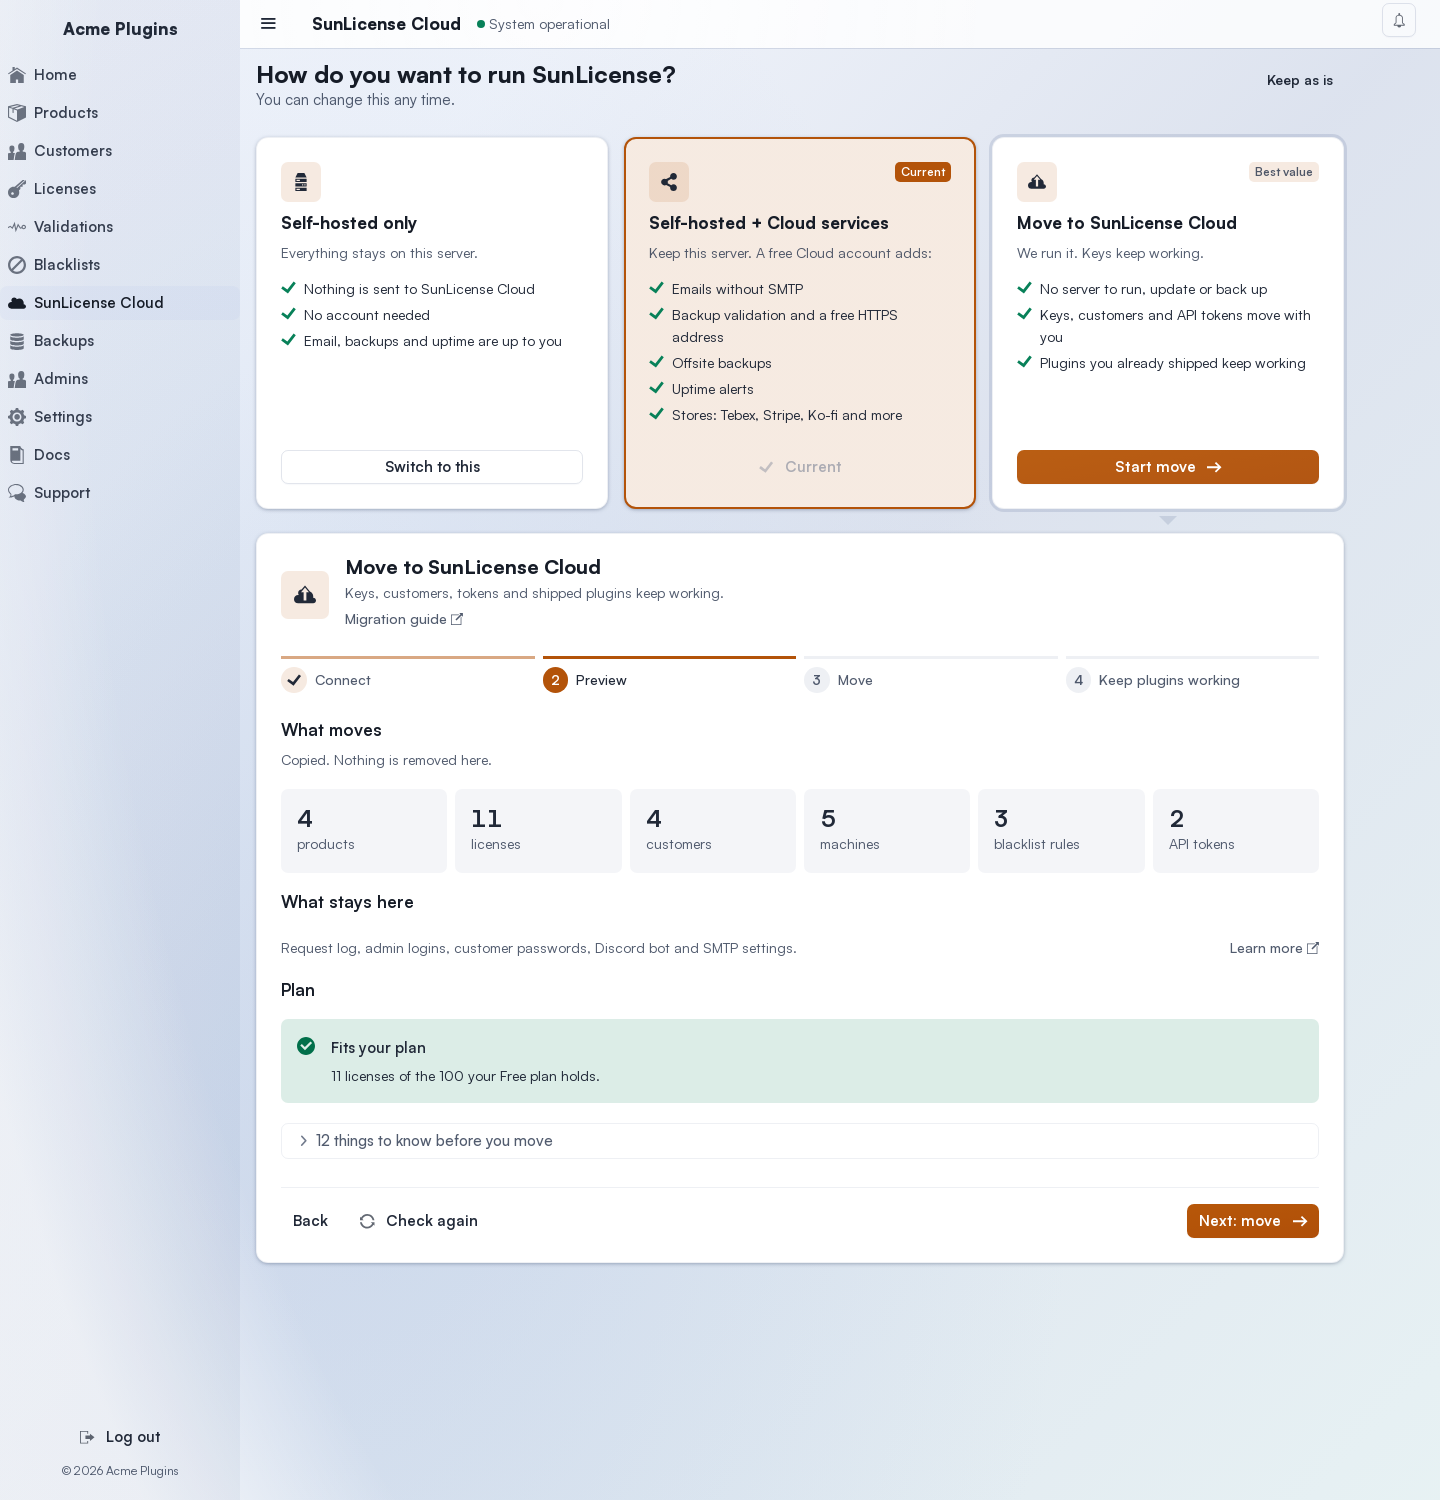 Acme Plugins
Home
Products
Customers
Licenses
Validations
Blacklists
SunLicense Cloud
Backups
Admins
Settings
Docs
Support
Log out
© 2026 Acme Plugins
SunLicense Cloud
System operational
How do you want to run SunLicense?
You can change this any time.
Keep as is
Self-hosted only
Everything stays on this server.
Nothing is sent to SunLicense Cloud
No account needed
Email, backups and uptime are up to you
Switch to this
Current
Self-hosted + Cloud services
Keep this server. A free Cloud account adds:
Emails without SMTP
Backup validation and a free HTTPS
address
Offsite backups
Uptime alerts
Stores: Tebex, Stripe, Ko-fi and more
Current
Best value
Move to SunLicense Cloud
We run it. Keys keep working.
No server to run, update or back up
Keys, customers and API tokens move with
you
Plugins you already shipped keep working
Start move
Move to SunLicense Cloud
Keys, customers, tokens and shipped plugins keep working.
Migration guide
Connect
2 Preview
3 Move
4 Keep plugins working
What moves
Copied. Nothing is removed here.
4
products
11
licenses
4
customers
5
machines
3
blacklist rules
2
API tokens
What stays here
Request log, admin logins, customer passwords, Discord bot and SMTP settings.
Learn more
Plan
Fits your plan
11 licenses of the 100 your Free plan holds.
12 things to know before you move
Back
Check again
Next: move